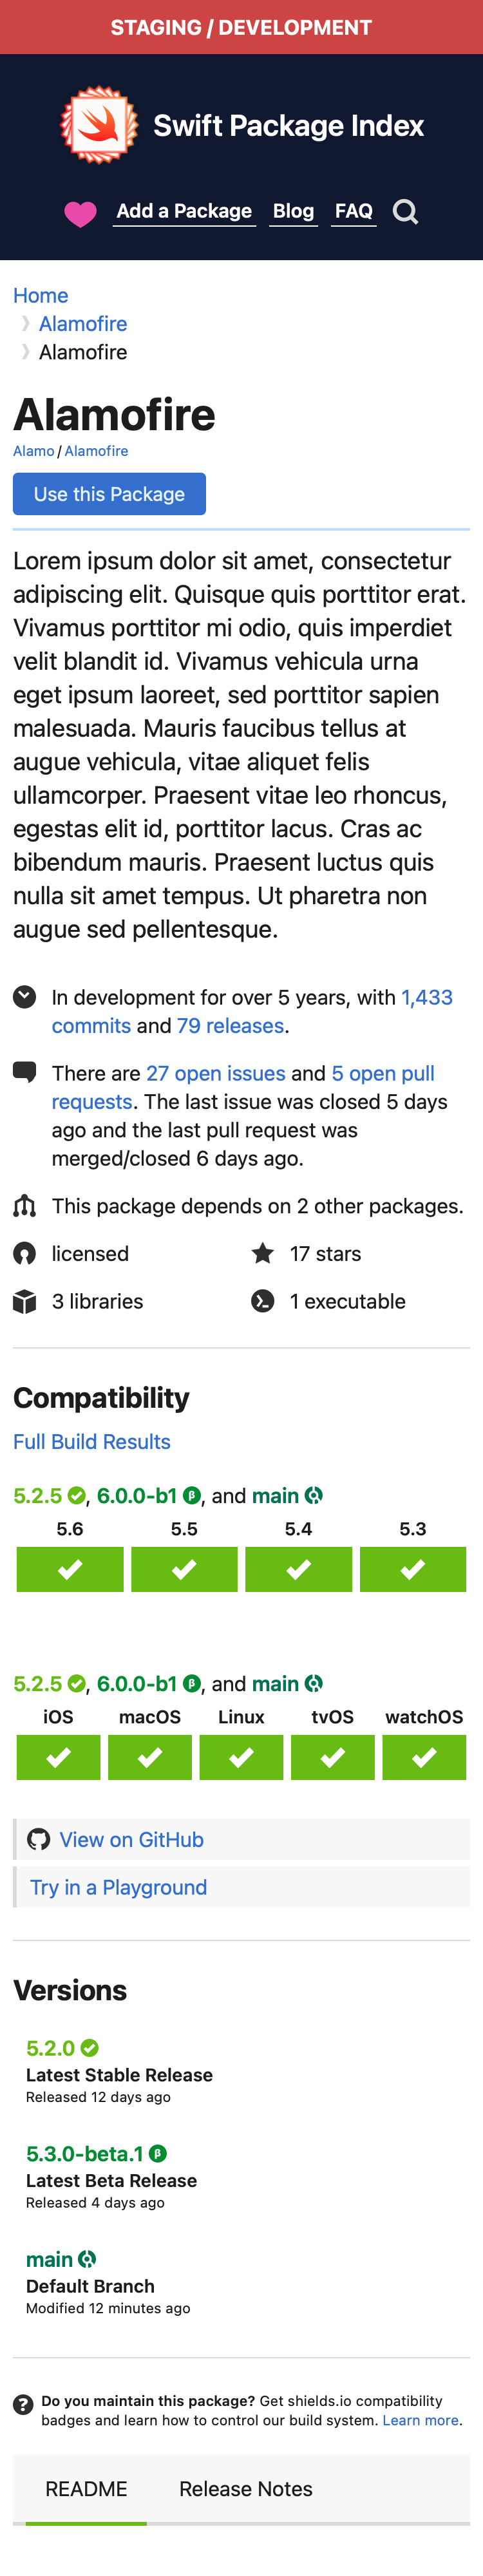 STAGING / DEVELOPMENT
Swift Package Index
Add a Package Blog FAQ
Home
Alamofire
Alamofire
Alamofire
Alamo / Alamofire
Use this Package
Lorem ipsum dolor sit amet, consectetur
adipiscing elit. Quisque quis porttitor erat.
Vivamus porttitor mi odio, quis imperdiet
velit blandit id. Vivamus vehicula urna
eget ipsum laoreet, sed porttitor sapien
malesuada. Mauris faucibus tellus at
augue vehicula, vitae aliquet felis
ullamcorper. Praesent vitae leo rhoncus,
egestas elit id, porttitor lacus. Cras ac
bibendum mauris. Praesent luctus quis
nulla sit amet tempus. Ut pharetra non
augue sed pellentesque.
In development for over 5 years, with 1,433
commits and 79 releases.
There are 27 open issues and 5 open pull
requests. The last issue was closed 5 days
ago and the last pull request was
merged/closed 6 days ago.
This package depends on 2 other packages.
licensed 17 stars
3 libraries 1 executable
Compatibility
Full Build Results
5.2.5, 6.0.0-b1 β, and main
5.6 5.5 5.4 5.3
5.2.5, 6.0.0-b1 β, and main
iOS macOS Linux tvOS watchOS
View on GitHub
Try in a Playground
Versions
5.2.0
Latest Stable Release
Released 12 days ago
5.3.0-beta.1 β
Latest Beta Release
Released 4 days ago
main
Default Branch
Modified 12 minutes ago
Do you maintain this package? Get shields.io compatibility
badges and learn how to control our build system. Learn more.
README Release Notes